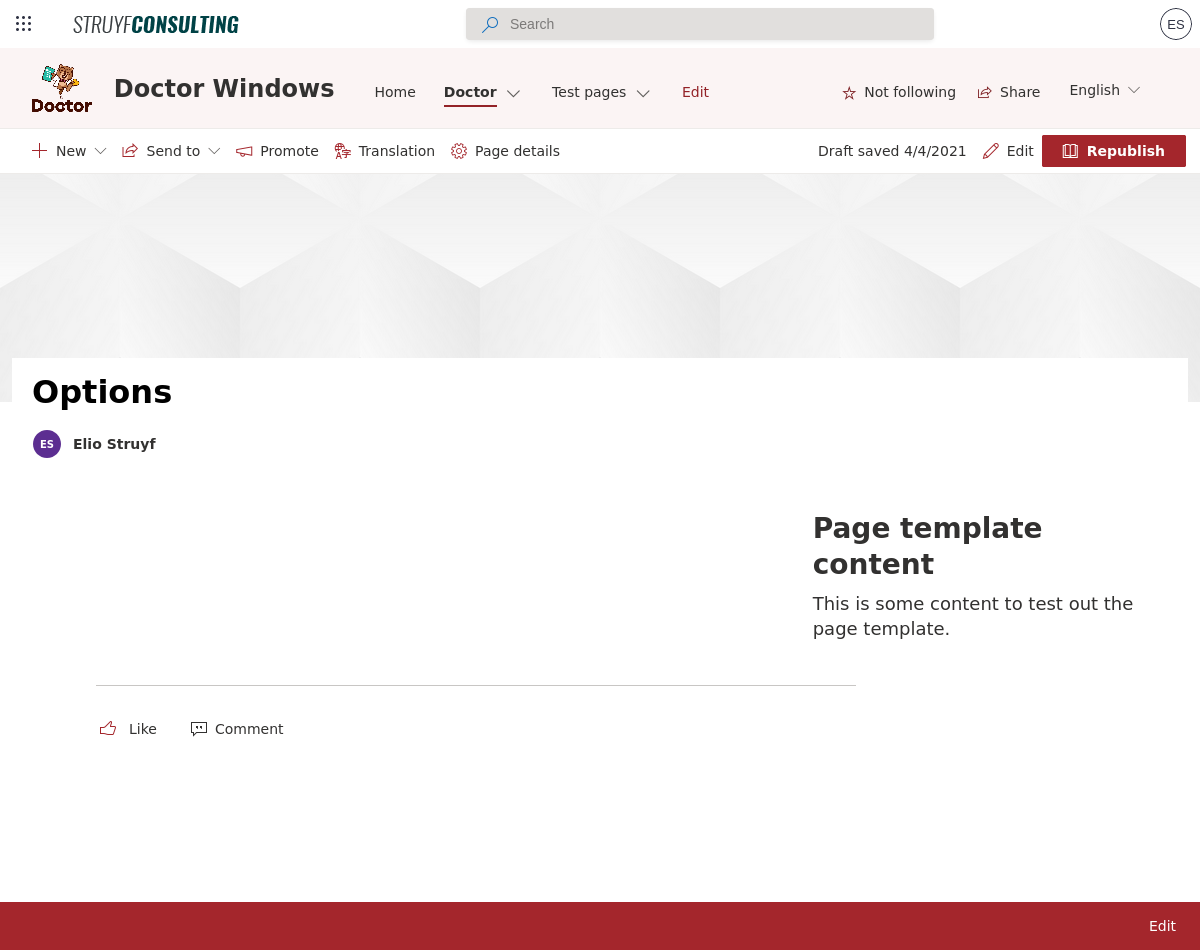 STRUYFCONSULTING
Search
ES
Doctor
Doctor Windows
Home
Doctor
Test pages
Edit
Not following
Share
English
New
Send to
Promote
Translation
Page details
Draft saved 4/4/2021
Edit
Republish
Options
ES
Elio Struyf
Page template
content
This is some content to test out the
page template.
Like
Comment
Edit